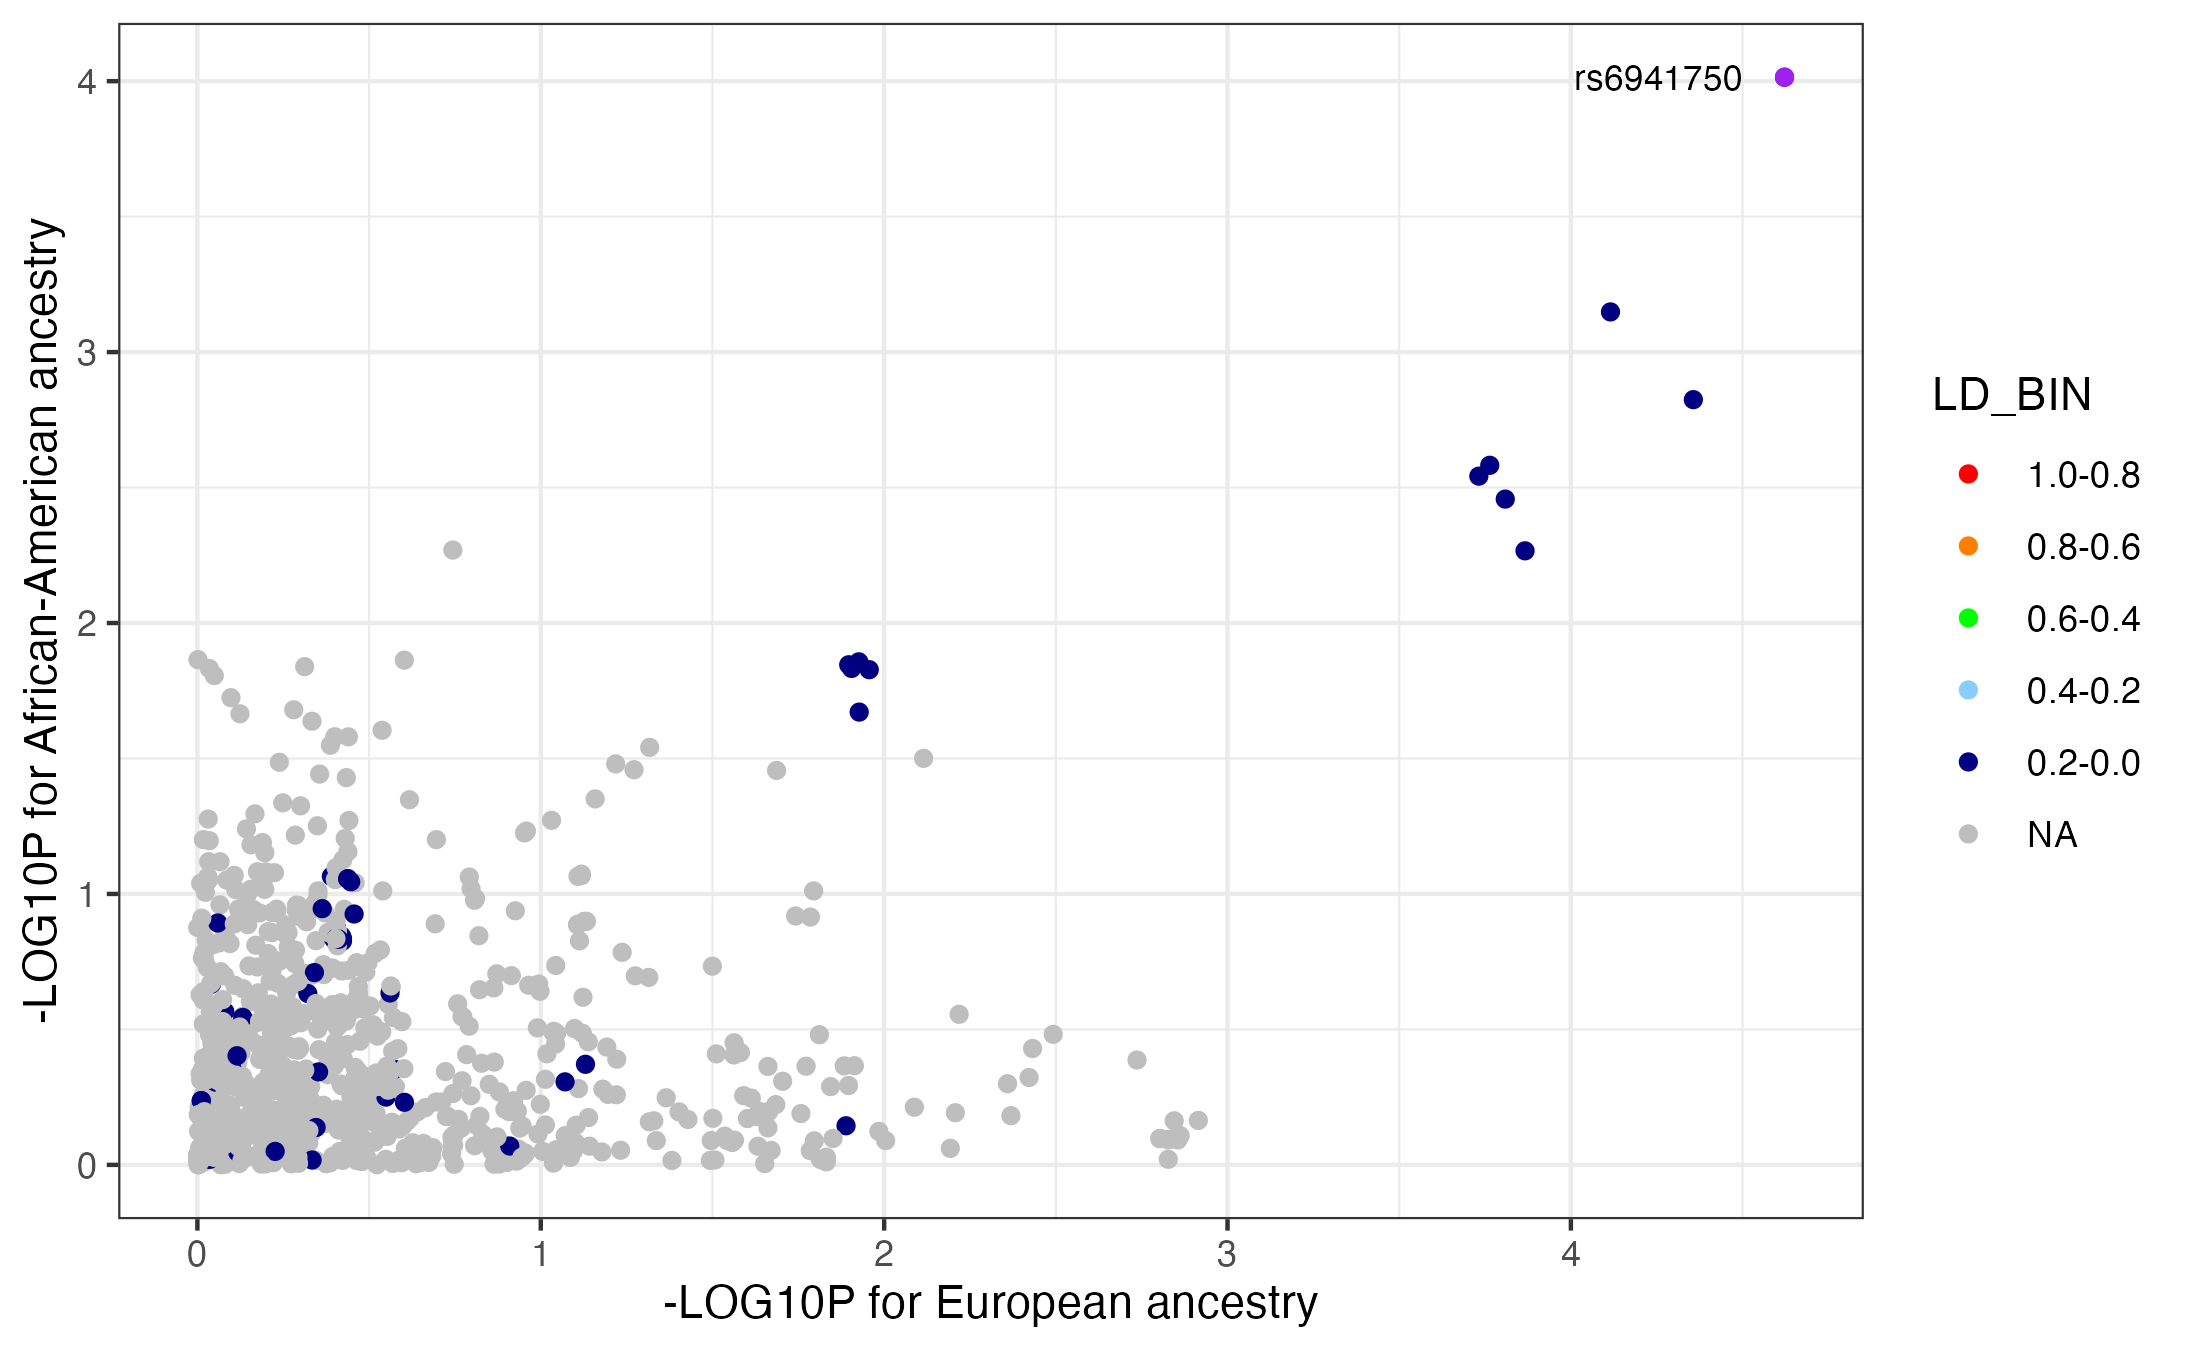 rs6941750
4
3
2
1
0
-LOG10P for African-American ancestry
0 1 2 3 4
-LOG10P for European ancestry
LD_BIN
1.0-0.8
0.8-0.6
0.6-0.4
0.4-0.2
0.2-0.0
NA